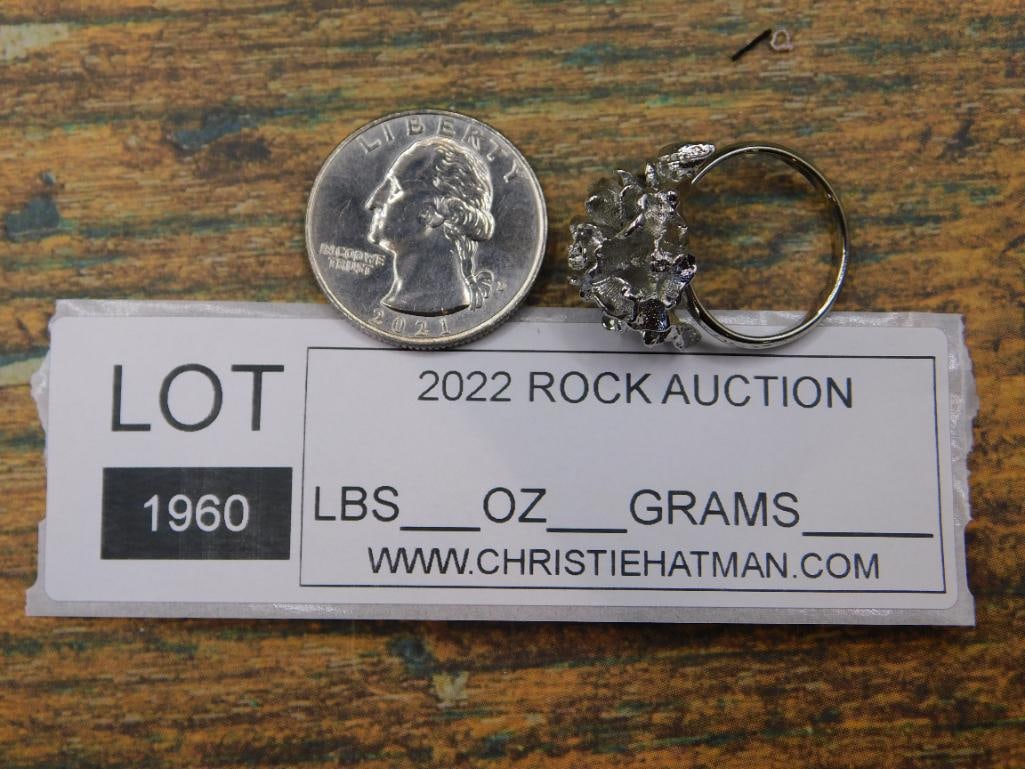 LIBERTY
IN GOD WE
TRUST
2021
LOT
1960
2022 ROCK AUCTION
LBS___OZ___GRAMS_____
WWW.CHRISTIEHATMAN.COM